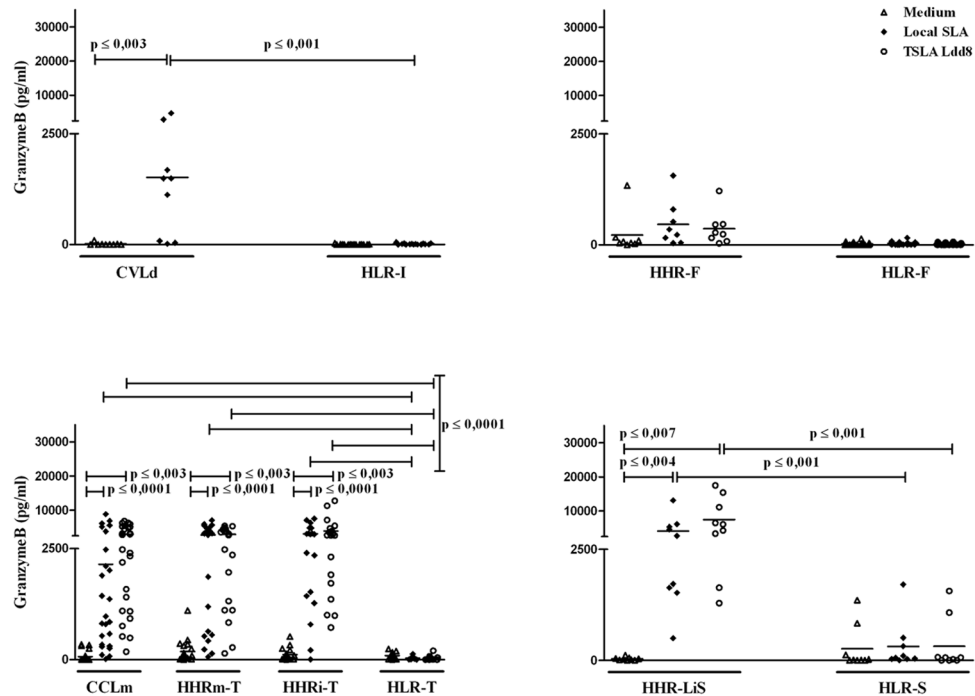 30000
20000
10000
2500
0
GranzymeB (pg/ml)
p ≤ 0,003
p ≤ 0,001
CVLd
HLR-I
30000
20000
10000
2500
0
Medium
Local SLA
TSLA Ldd8
HHR-F
HLR-F
30000
20000
10000
2500
0
GranzymeB (pg/ml)
p ≤ 0,0001
p ≤ 0,003
p ≤ 0,003
p ≤ 0,003
p ≤ 0,0001
p ≤ 0,0001
p ≤ 0,0001
CCLm
HHRm-T
HHRi-T
HLR-T
30000
20000
10000
2500
0
p ≤ 0,007
p ≤ 0,001
p ≤ 0,004
p ≤ 0,001
HHR-LiS
HLR-S